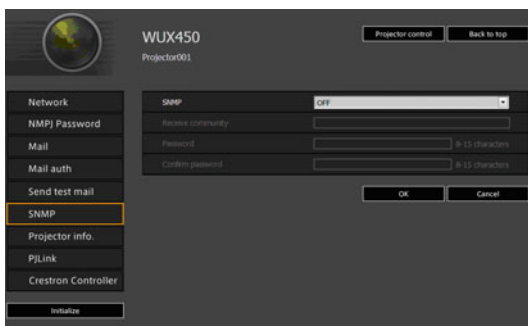 WUX450
Projector001
Projector control
Back to top
Network
NMPJ Password
Mail
Mail auth
Send test mail
SNMP
Projector info.
PJLink
Crestron Controller
Initialize
SNMP OFF
Receive community
Password 8-15 characters
Confirm password 8-15 characters
OK
Cancel